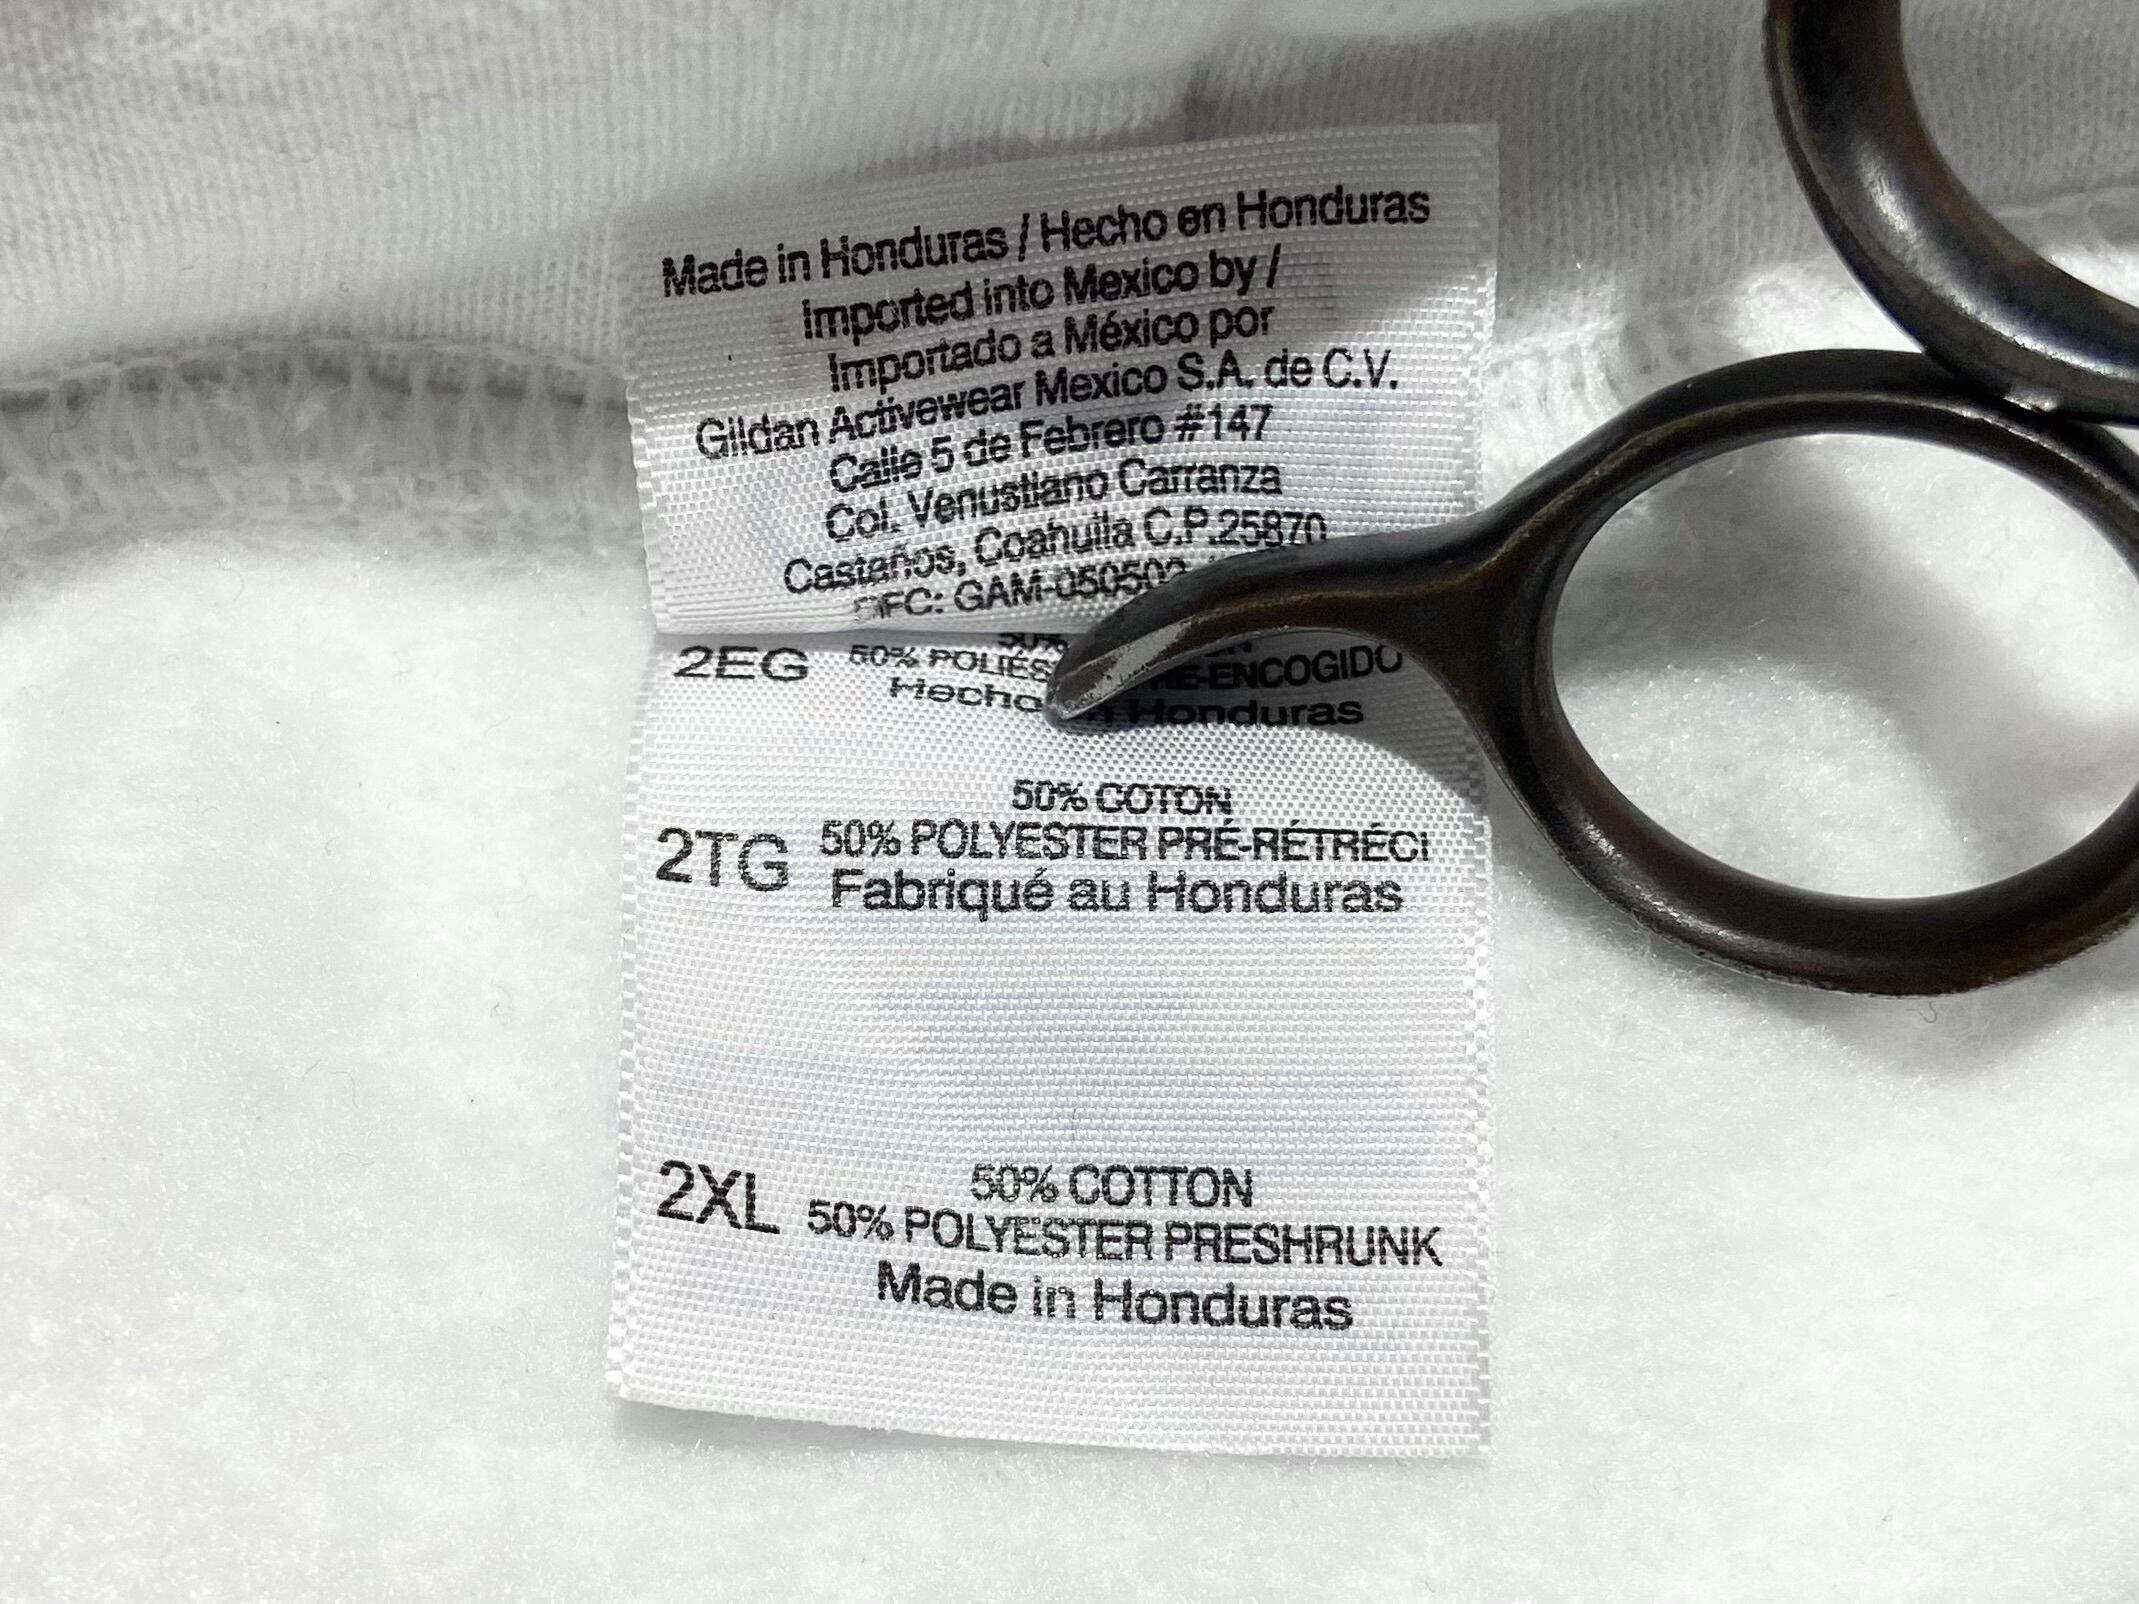 Made in Honduras / Hecho en Honduras
Imported into Mexico by /
Importado a México por
Gildan Activewear Mexico S.A. de C.V.
Calle 5 de Febrero #147
Col. Venustiano Carranza
Castaños, Coahuila C.P.25870
50%
2EG 50%
Hecho Honduras
50% COTON
2TG 50% POLYESTER PRÉ-RÉTRÉCI
Fabriqué au Honduras
50% COTTON
2XL 50% POLYESTER PRESHRUNK
Made in Honduras